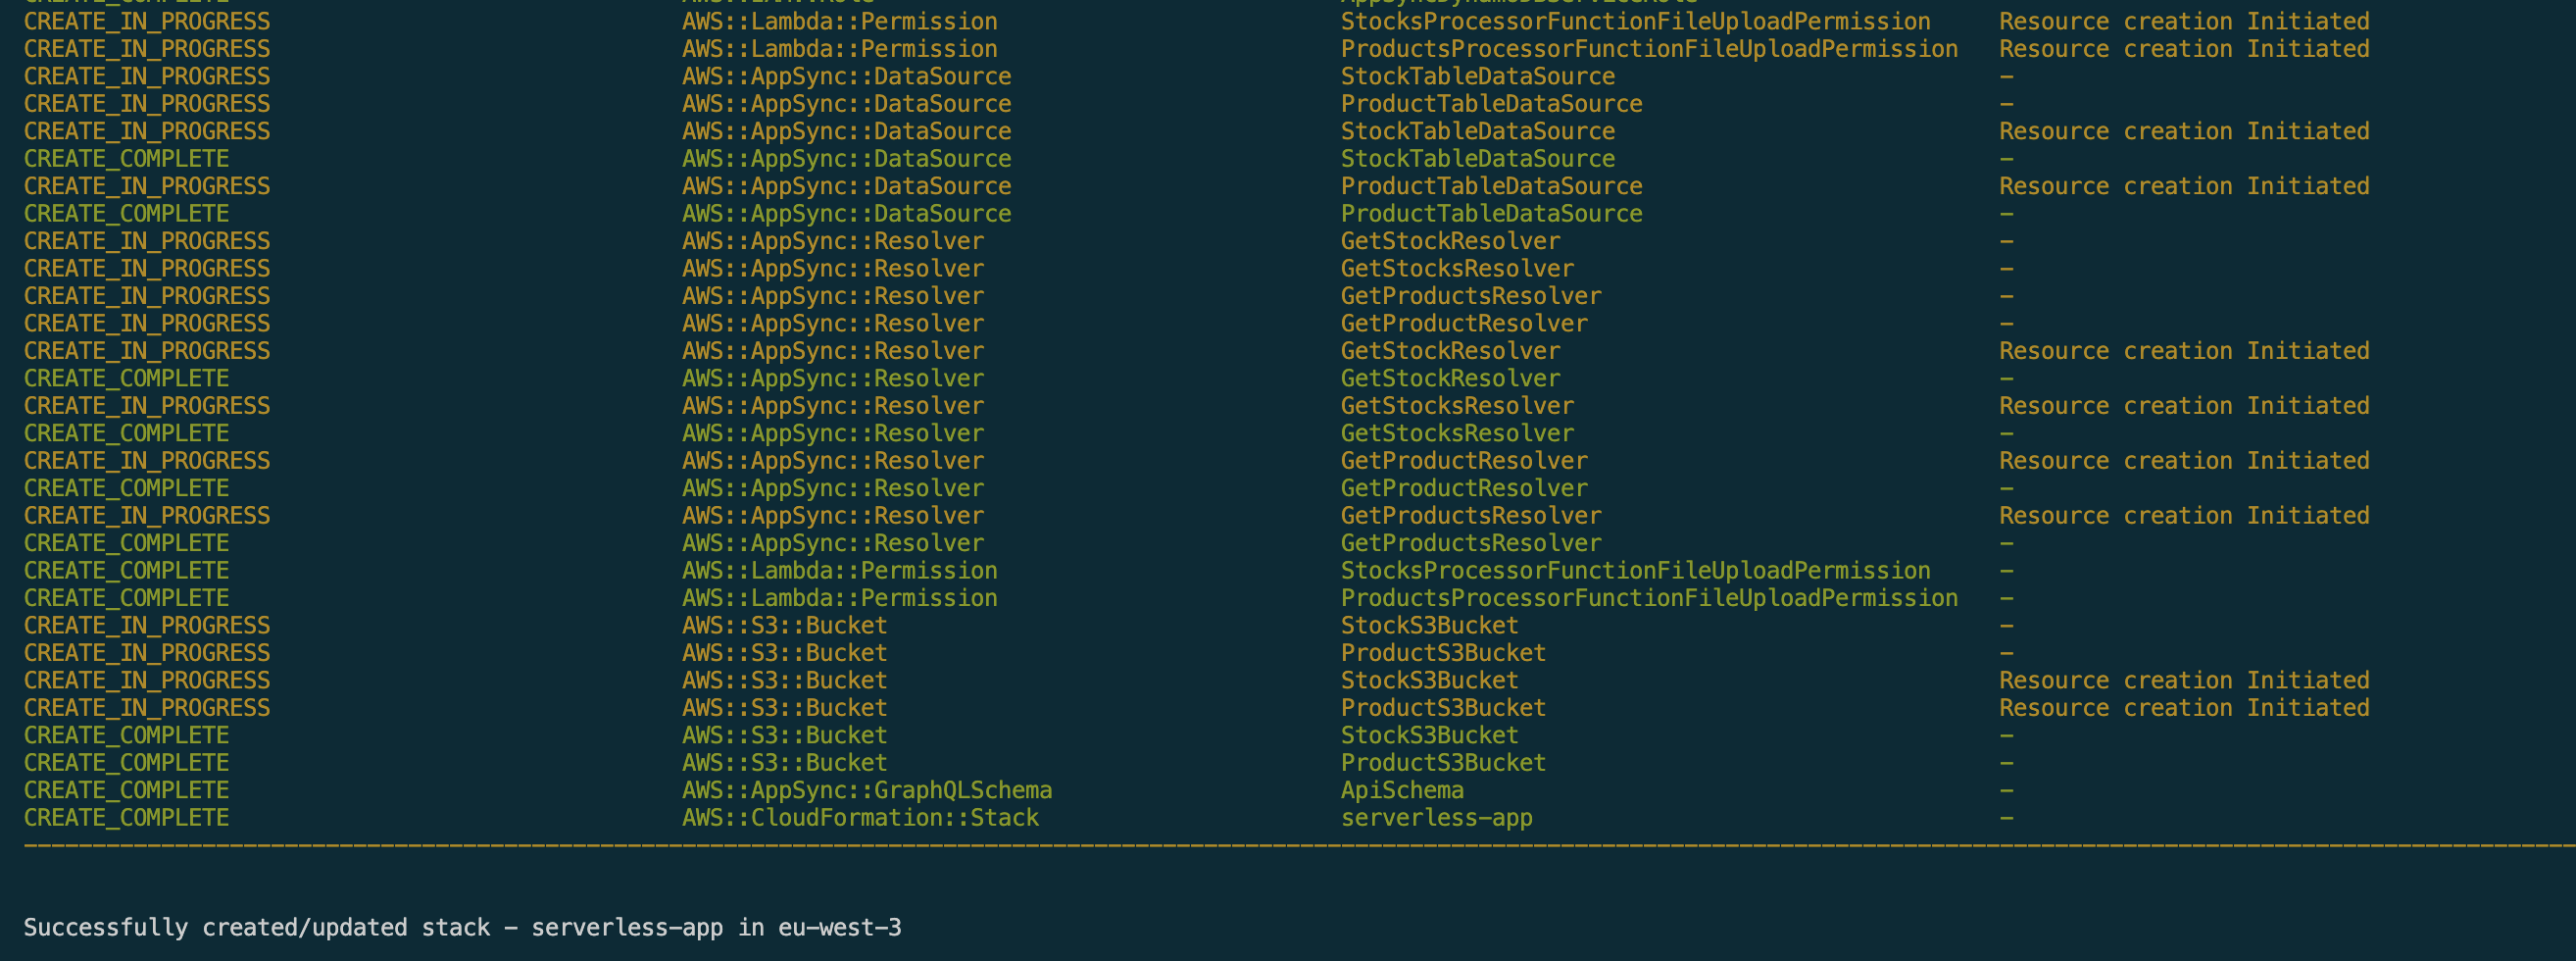 CREATE_IN_PROGRESS AWS::Lambda::Permission StocksProcessorFunctionFileUploadPermission Resource creation Initiated
CREATE_IN_PROGRESS AWS::Lambda::Permission ProductsProcessorFunctionFileUploadPermission Resource creation Initiated
CREATE_IN_PROGRESS AWS::AppSync::DataSource StockTableDataSource -
CREATE_IN_PROGRESS AWS::AppSync::DataSource ProductTableDataSource -
CREATE_IN_PROGRESS AWS::AppSync::DataSource StockTableDataSource Resource creation Initiated
CREATE_COMPLETE AWS::AppSync::DataSource StockTableDataSource -
CREATE_IN_PROGRESS AWS::AppSync::DataSource ProductTableDataSource Resource creation Initiated
CREATE_COMPLETE AWS::AppSync::DataSource ProductTableDataSource -
CREATE_IN_PROGRESS AWS::AppSync::Resolver GetStockResolver -
CREATE_IN_PROGRESS AWS::AppSync::Resolver GetStocksResolver -
CREATE_IN_PROGRESS AWS::AppSync::Resolver GetProductsResolver -
CREATE_IN_PROGRESS AWS::AppSync::Resolver GetProductResolver -
CREATE_IN_PROGRESS AWS::AppSync::Resolver GetStockResolver Resource creation Initiated
CREATE_COMPLETE AWS::AppSync::Resolver GetStockResolver -
CREATE_IN_PROGRESS AWS::AppSync::Resolver GetStocksResolver Resource creation Initiated
CREATE_COMPLETE AWS::AppSync::Resolver GetStocksResolver -
CREATE_IN_PROGRESS AWS::AppSync::Resolver GetProductResolver Resource creation Initiated
CREATE_COMPLETE AWS::AppSync::Resolver GetProductResolver -
CREATE_IN_PROGRESS AWS::AppSync::Resolver GetProductsResolver Resource creation Initiated
CREATE_COMPLETE AWS::AppSync::Resolver GetProductsResolver -
CREATE_COMPLETE AWS::Lambda::Permission StocksProcessorFunctionFileUploadPermission -
CREATE_COMPLETE AWS::Lambda::Permission ProductsProcessorFunctionFileUploadPermission -
CREATE_IN_PROGRESS AWS::S3::Bucket StockS3Bucket -
CREATE_IN_PROGRESS AWS::S3::Bucket ProductS3Bucket -
CREATE_IN_PROGRESS AWS::S3::Bucket StockS3Bucket Resource creation Initiated
CREATE_IN_PROGRESS AWS::S3::Bucket ProductS3Bucket Resource creation Initiated
CREATE_COMPLETE AWS::S3::Bucket StockS3Bucket -
CREATE_COMPLETE AWS::S3::Bucket ProductS3Bucket -
CREATE_COMPLETE AWS::AppSync::GraphQLSchema ApiSchema -
CREATE_COMPLETE AWS::CloudFormation::Stack serverless-app -
Successfully created/updated stack - serverless-app in eu-west-3